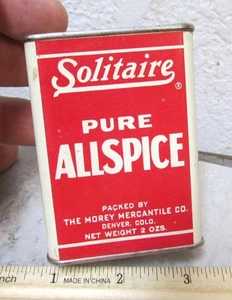 Solitaire
®
PURE
ALLSPICE
PACKED BY
THE MOREY MERCANTILE CO.
DENVER, COLO.
NET WEIGHT 2 OZS.
1 MADE IN CHINA 2 3
inch